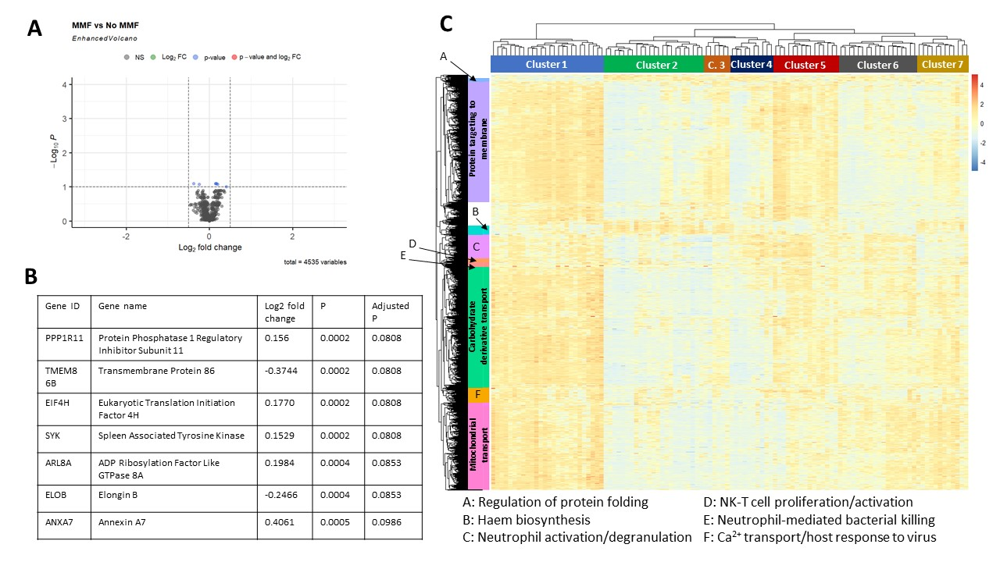 A
MMF vs No MMF
EnhancedVolcano
NS Log₂ FC p-value p – value and log₂ FC
4
3
2
1
0
– Log₁₀ P
-2 0 2
Log₂ fold change
total = 4535 variables
B
Gene ID Gene name Log2 fold change P Adjusted P
PPP1R11 Protein Phosphatase 1 Regulatory Inhibitor Subunit 11 0.156 0.0002 0.0808
TMEM8 6B Transmembrane Protein 86 -0.3744 0.0002 0.0808
EIF4H Eukaryotic Translation Initiation Factor 4H 0.1770 0.0002 0.0808
SYK Spleen Associated Tyrosine Kinase 0.1529 0.0002 0.0808
ARL8A ADP Ribosylation Factor Like GTPase 8A 0.1984 0.0004 0.0853
ELOB Elongin B -0.2466 0.0004 0.0853
ANXA7 Annexin A7 0.4061 0.0005 0.0986
C
Cluster 1 Cluster 2 C. 3 Cluster 4 Cluster 5 Cluster 6 Cluster 7
A
Protein targeting to
membrane
B
C
D
E
Carbohydrate
derivative transport
F
Mitochondrial
transport
4
2
0
-2
-4
A: Regulation of protein folding
B: Haem biosynthesis
C: Neutrophil activation/degranulation
D: NK-T cell proliferation/activation
E: Neutrophil-mediated bacterial killing
F: Ca²⁺ transport/host response to virus